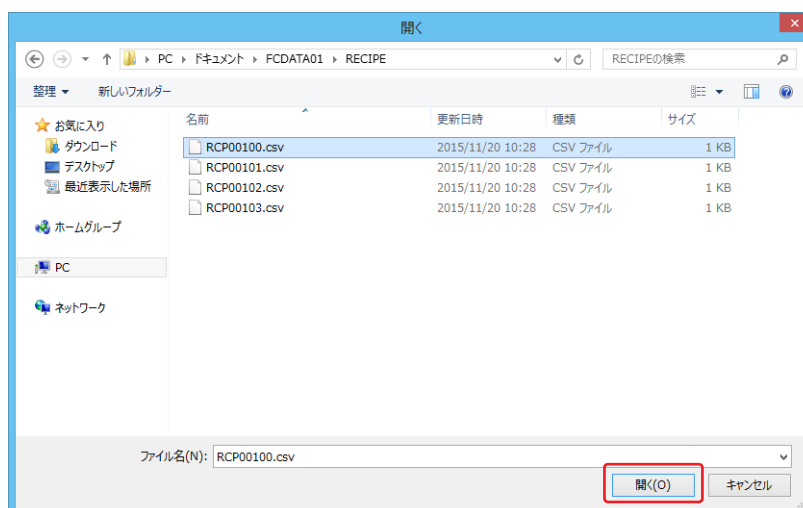 開く
PC ドキュメント FCDATA01 RECIPE
RECIPEの検索
整理 新しいフォルダー
名前 更新日時 種類 サイズ
お気に入り
ダウンロード
デスクトップ
最近表示した場所
ホームグループ
PC
ネットワーク
RCP00100.csv 2015/11/20 10:28 CSV ファイル 1 KB
RCP00101.csv 2015/11/20 10:28 CSV ファイル 1 KB
RCP00102.csv 2015/11/20 10:28 CSV ファイル 1 KB
RCP00103.csv 2015/11/20 10:28 CSV ファイル 1 KB
ファイル名(N): RCP00100.csv
開く(O) キャンセル